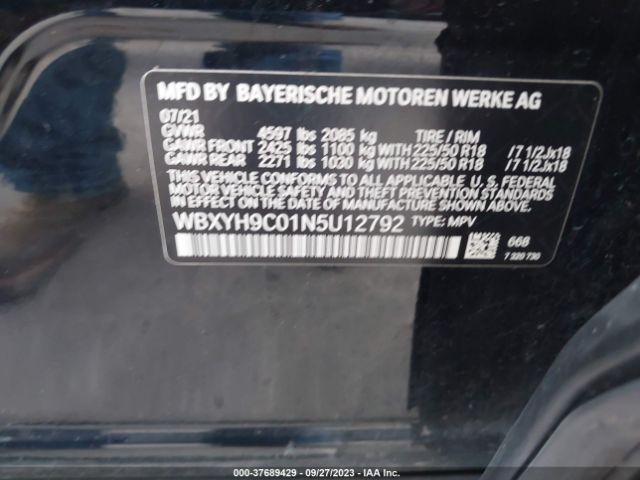 MFD BY BAYERISCHE MOTOREN WERKE AG
07/21
GVWR 4597 lbs 2085 kg TIRE / RIM
GAWR FRONT 2425 lbs 1100 kg WITH 225/50 R18 /7 1/2Jx18
GAWR REAR 2271 lbs 1030 kg WITH 225/50 R18 /7 1/2Jx18
THIS VEHICLE CONFORMS TO ALL APPLICABLE U. S. FEDERAL
MOTOR VEHICLE SAFETY, BUMPER, AND THEFT PREVENTION
STANDARDS IN EFFECT ON THE DATE OF MANUFACTURE
SHOWN ABOVE.
WBXYH9C01N5U12792 TYPE: MPV
668
7 320 730
000-37689429 - 09/27/2023 - IAA Inc.